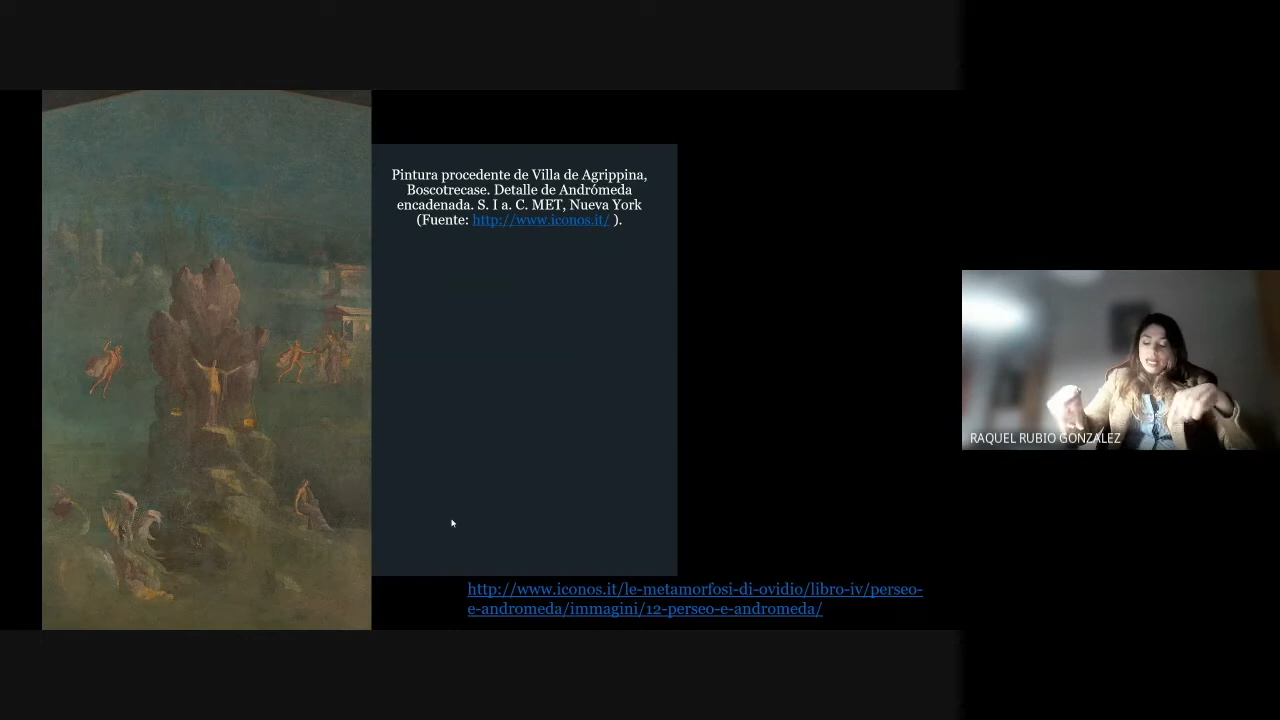 Pintura procedente de Villa de Agrippina,
Boscotrecase. Detalle de Andrómeda
encadenada. S. I a. C. MET, Nueva York
(Fuente: http://www.iconos.it/ ).
RAQUEL RUBIO GONZALEZ
http://www.iconos.it/le-metamorfosi-di-ovidio/libro-iv/perseo-
e-andromeda/immagini/12-perseo-e-andromeda/